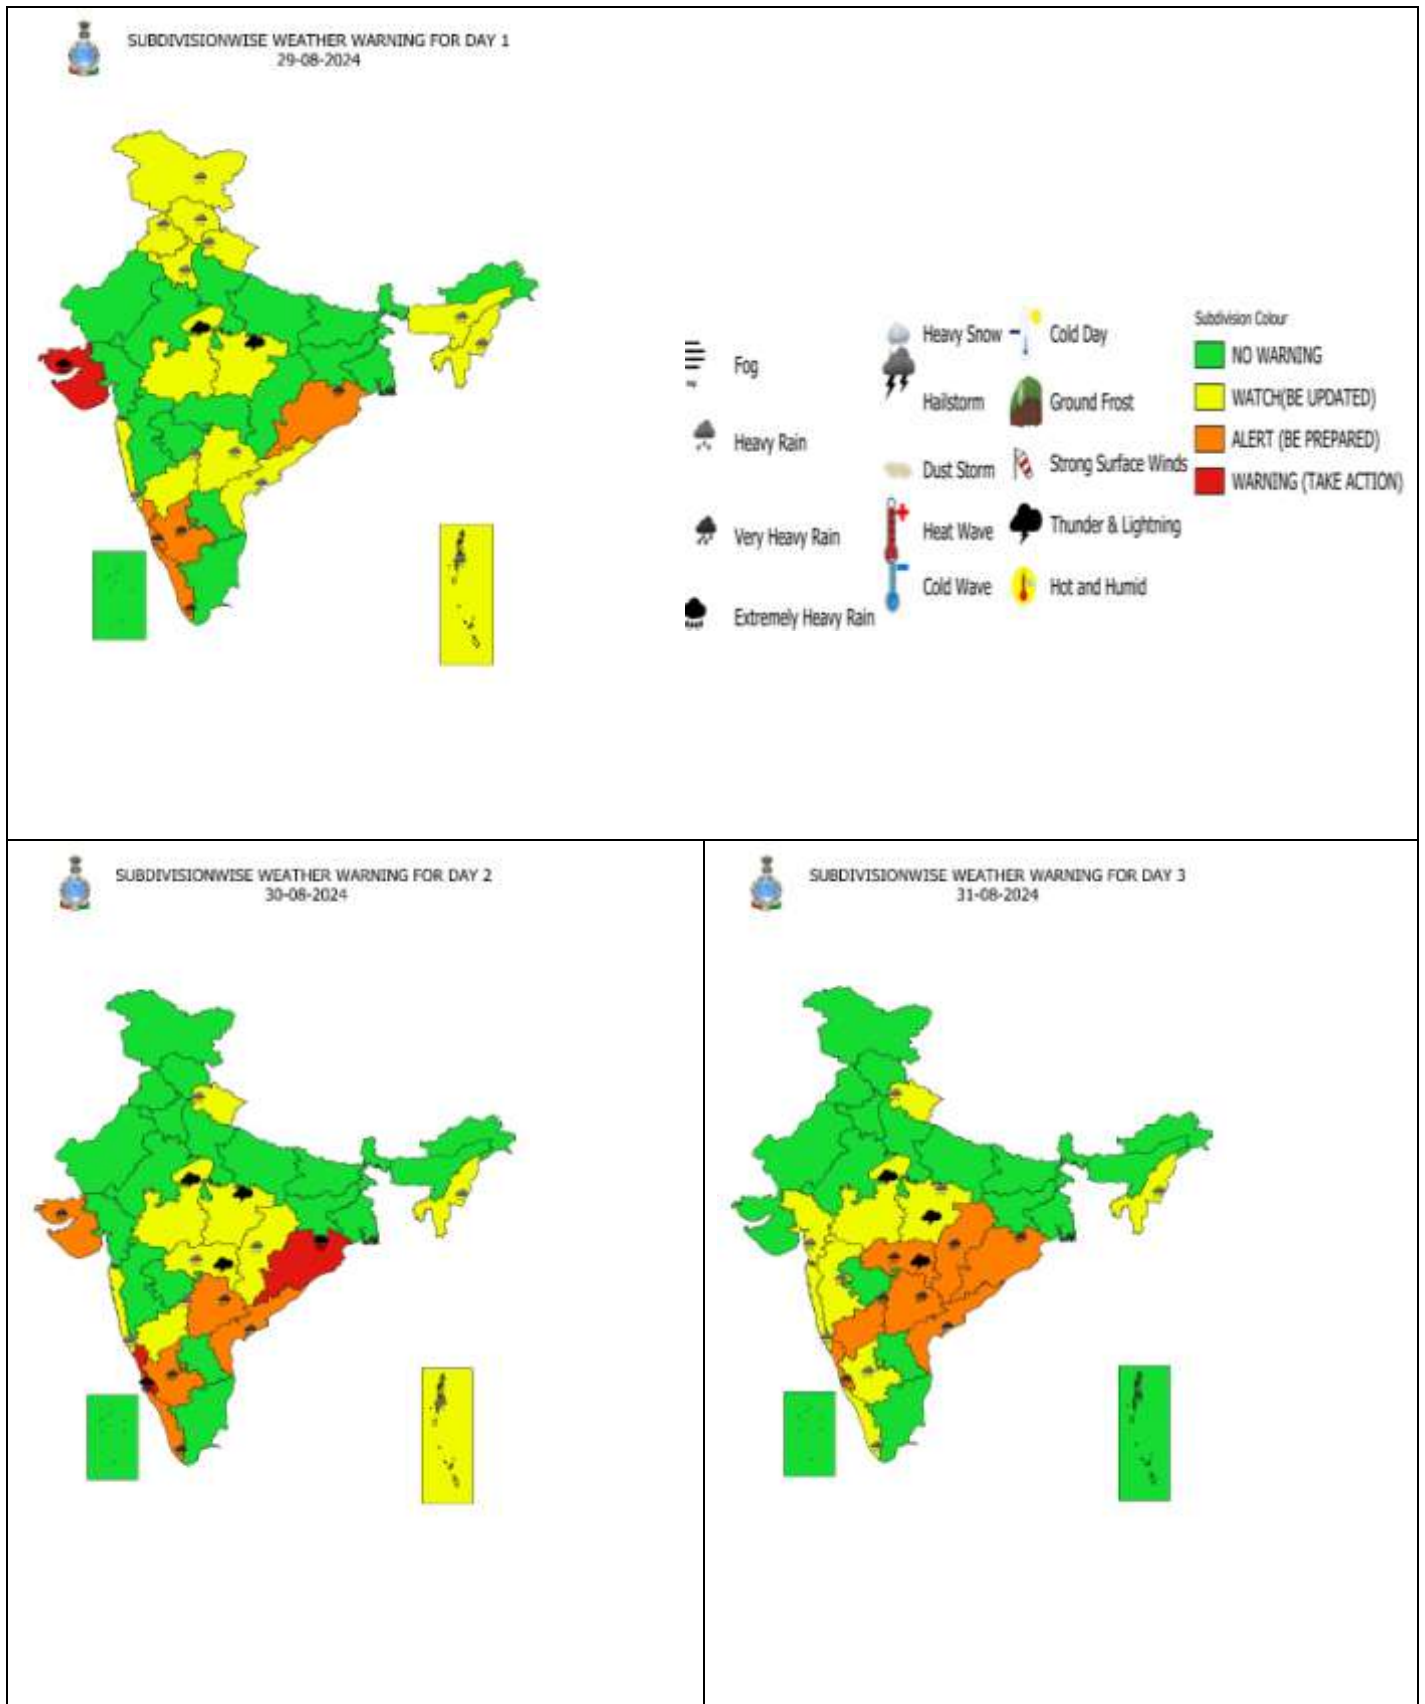 SUBDIVISIONWISE WEATHER WARNING FOR DAY 1
29-08-2024
Fog
Heavy Rain
Very Heavy Rain
Extremely Heavy Rain
Heavy Snow
Hailstorm
Dust Storm
Heat Wave
Cold Wave
Cold Day
Ground Frost
Strong Surface Winds
Thunder & Lightning
Hot and Humid
Subdivision Colour
NO WARNING
WATCH(BE UPDATED)
ALERT (BE PREPARED)
WARNING (TAKE ACTION)
SUBDIVISIONWISE WEATHER WARNING FOR DAY 2
30-08-2024
SUBDIVISIONWISE WEATHER WARNING FOR DAY 3
31-08-2024